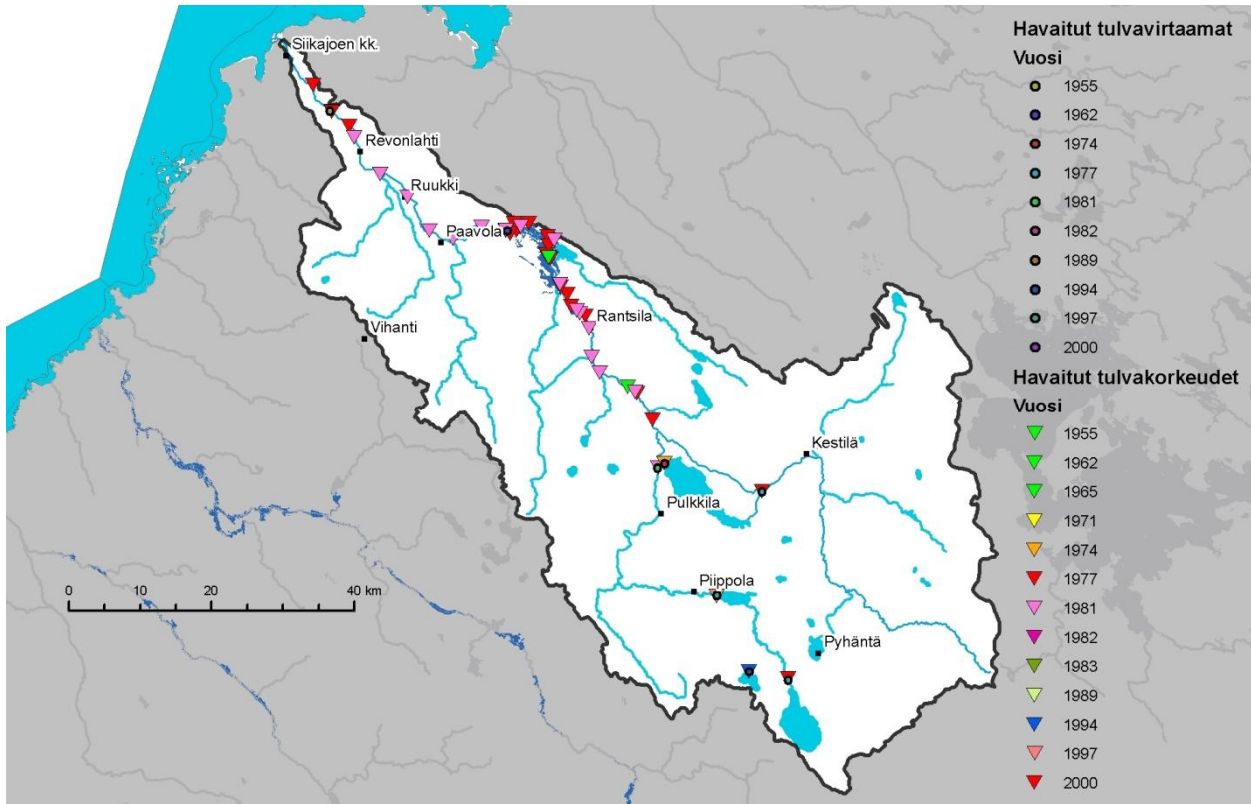 Siikajoen kk.
Revonlahti
Ruukki
Paavola
Vihanti
Rantsila
Kestilä
Pulkkila
Piippola
Pyhäntä
0 10 20 40 km
Havaitut tulvavirtaamat
Vuosi
1955
1962
1974
1977
1981
1982
1989
1994
1997
2000
Havaitut tulvakorkeudet
Vuosi
1955
1962
1965
1971
1974
1977
1981
1982
1983
1989
1994
1997
2000